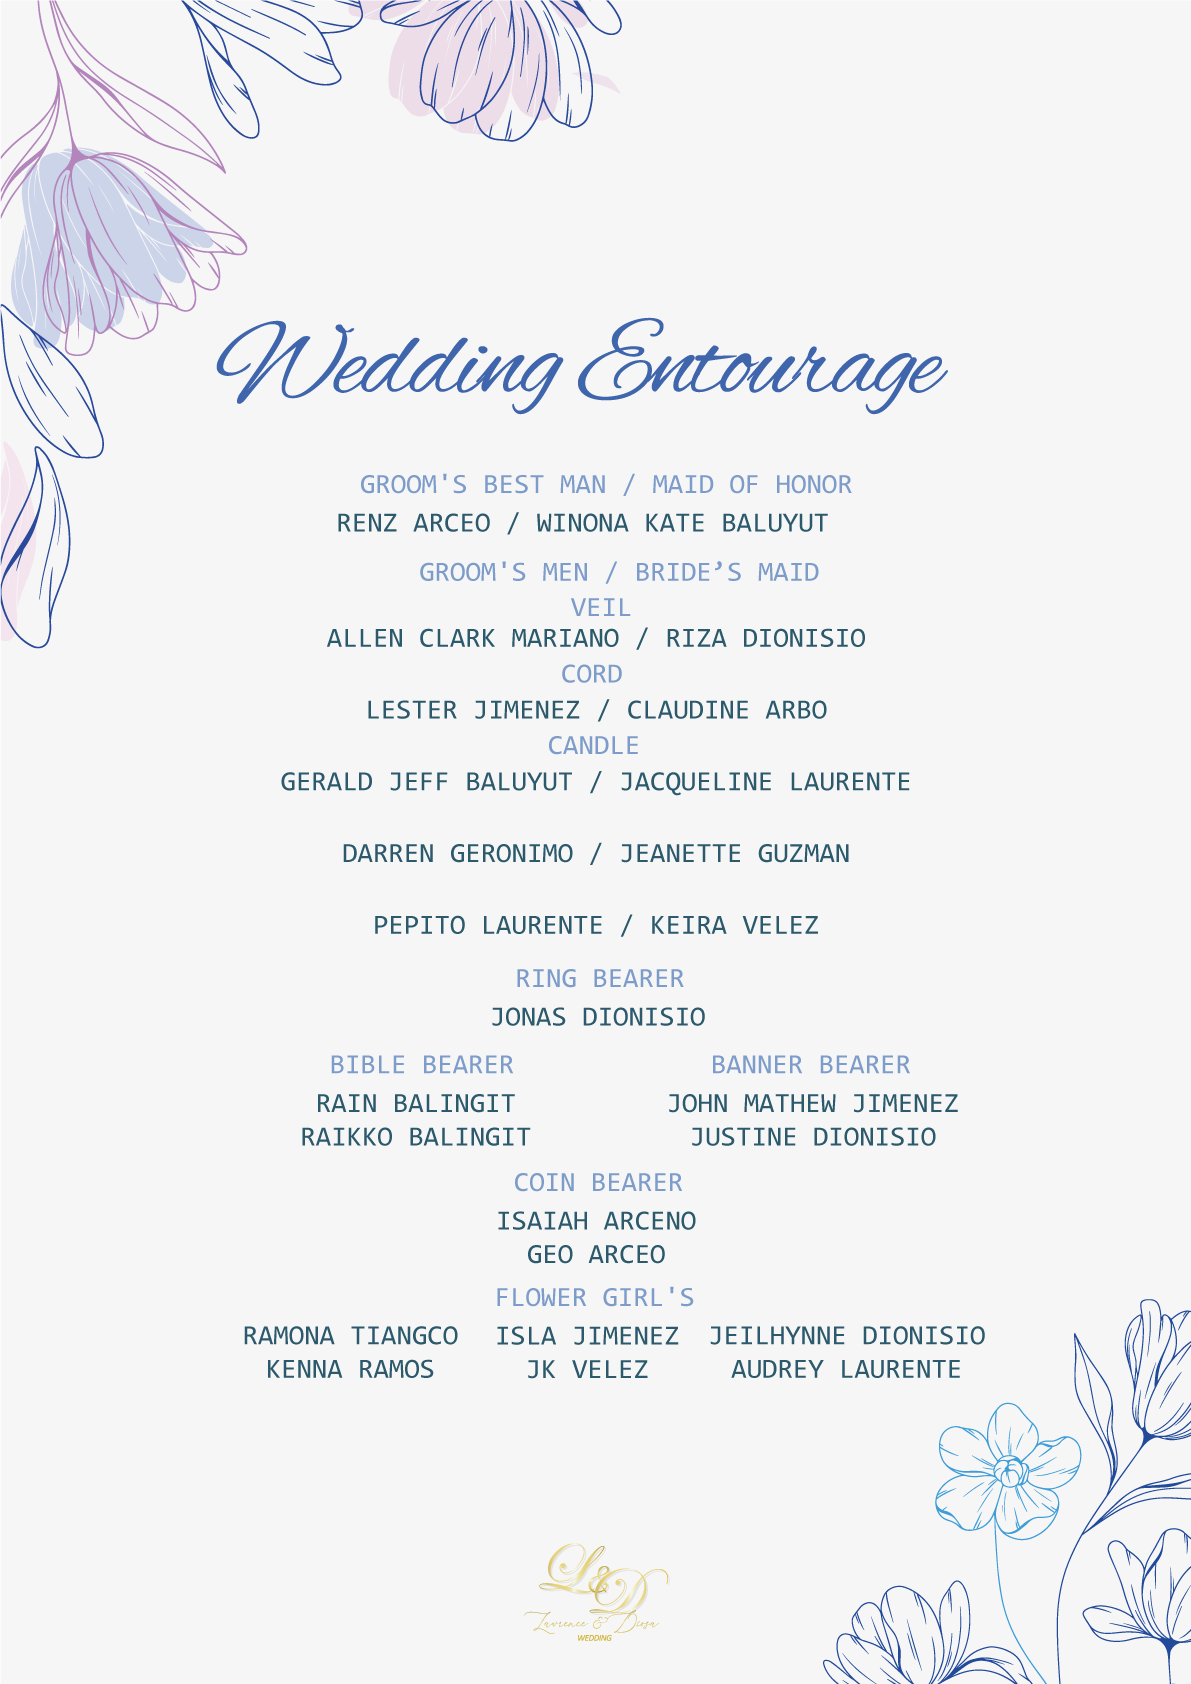 Wedding Entourage
GROOM'S BEST MAN / MAID OF HONOR
RENZ ARCEO / WINONA KATE BALUYUT
GROOM'S MEN / BRIDE’S MAID
VEIL
ALLEN CLARK MARIANO / RIZA DIONISIO
CORD
LESTER JIMENEZ / CLAUDINE ARBO
CANDLE
GERALD JEFF BALUYUT / JACQUELINE LAURENTE
DARREN GERONIMO / JEANETTE GUZMAN
PEPITO LAURENTE / KEIRA VELEZ
RING BEARER
JONAS DIONISIO
BIBLE BEARER
RAIN BALINGIT
RAIKKO BALINGIT
BANNER BEARER
JOHN MATHEW JIMENEZ
JUSTINE DIONISIO
COIN BEARER
ISAIAH ARCENO
GEO ARCEO
FLOWER GIRL'S
RAMONA TIANGCO ISLA JIMENEZ JEILHYNNE DIONISIO
KENNA RAMOS JK VELEZ AUDREY LAURENTE
L&D
Lawrence &
WEDDING